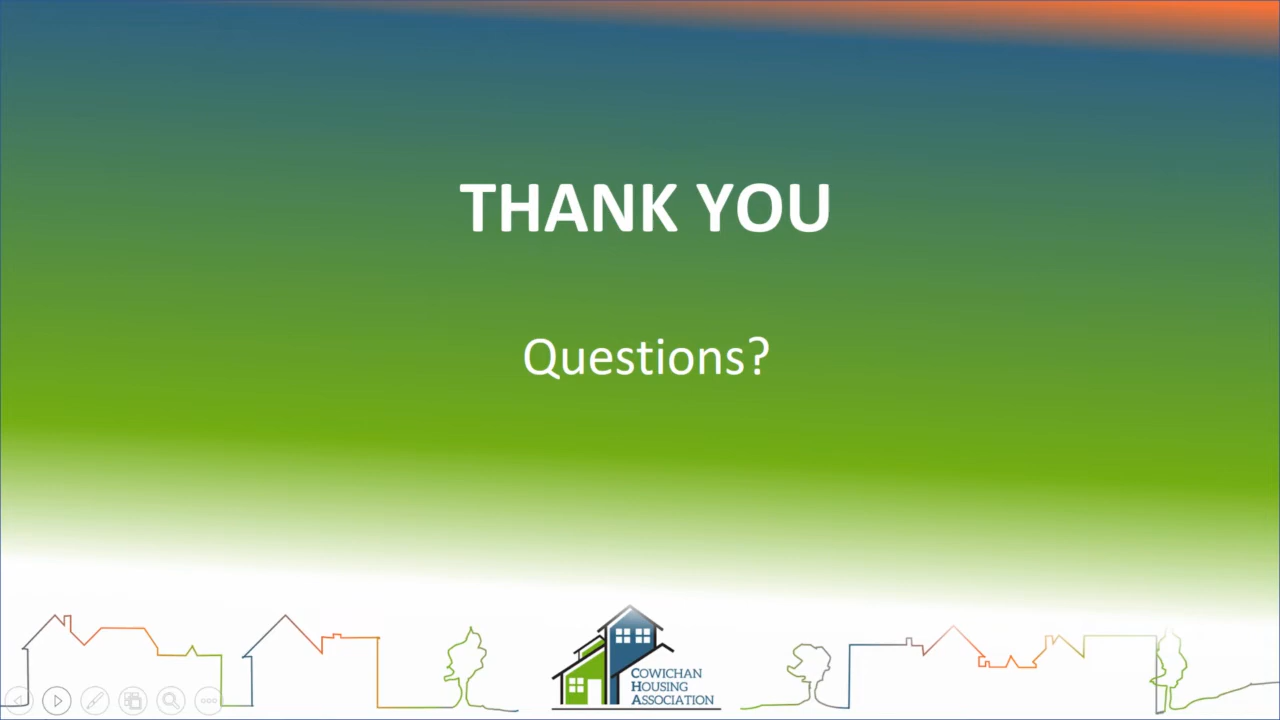 THANK YOU
Questions?
COWICHAN
HOUSING
ASSOCIATION